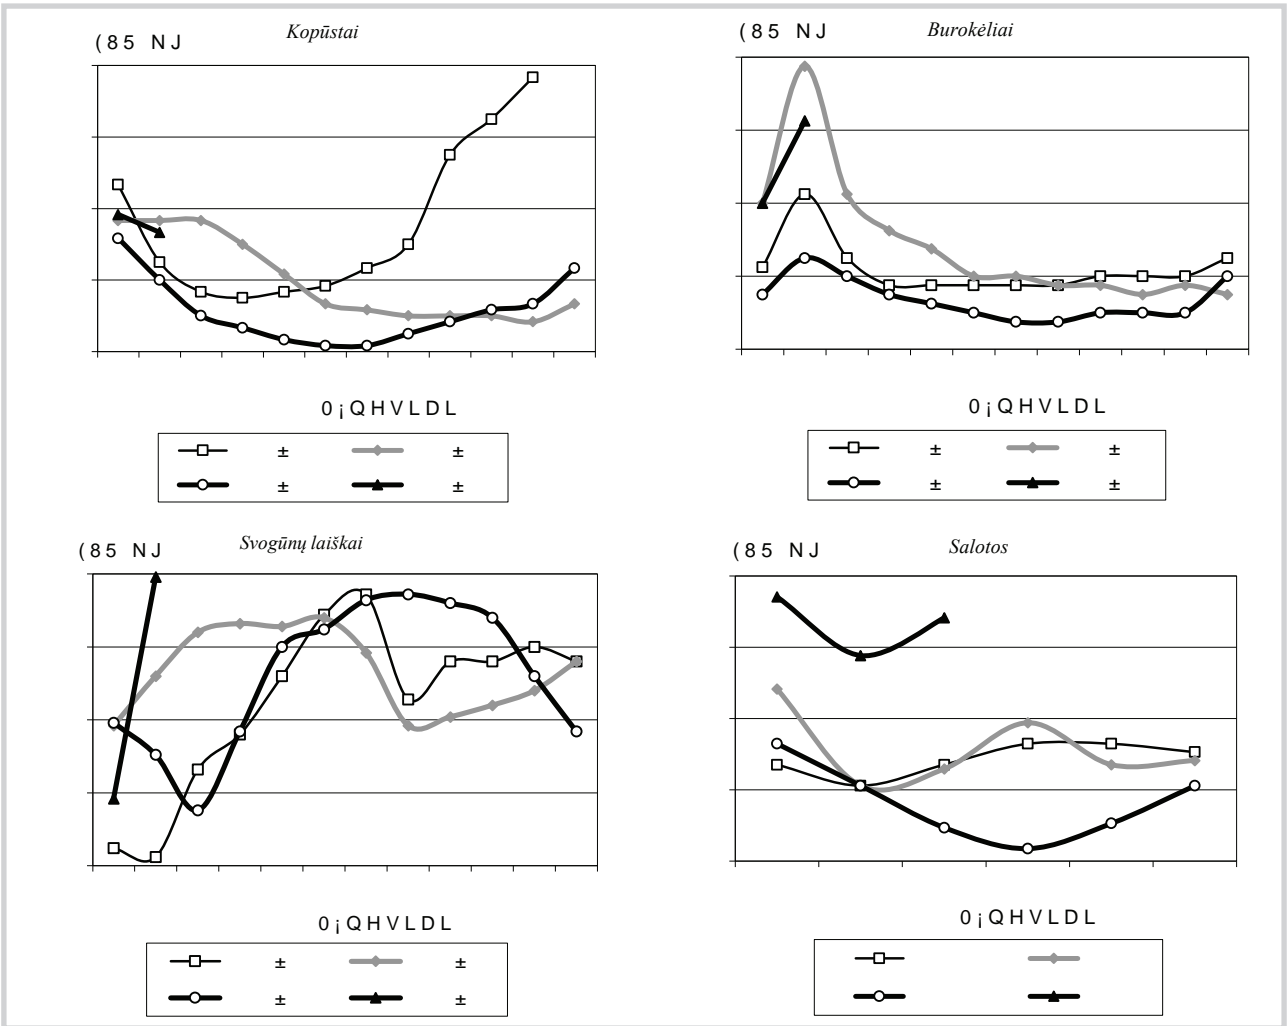 (85 NJ Kopūstai
0¡QHVLDL
± ±
± ±
(85 NJ Burokėliai
0¡QHVLDL
± ±
± ±
(85 NJ Svogūnų laiškai
0¡QHVLDL
± ±
± ±
(85 NJ Salotos
0¡QHVLDL